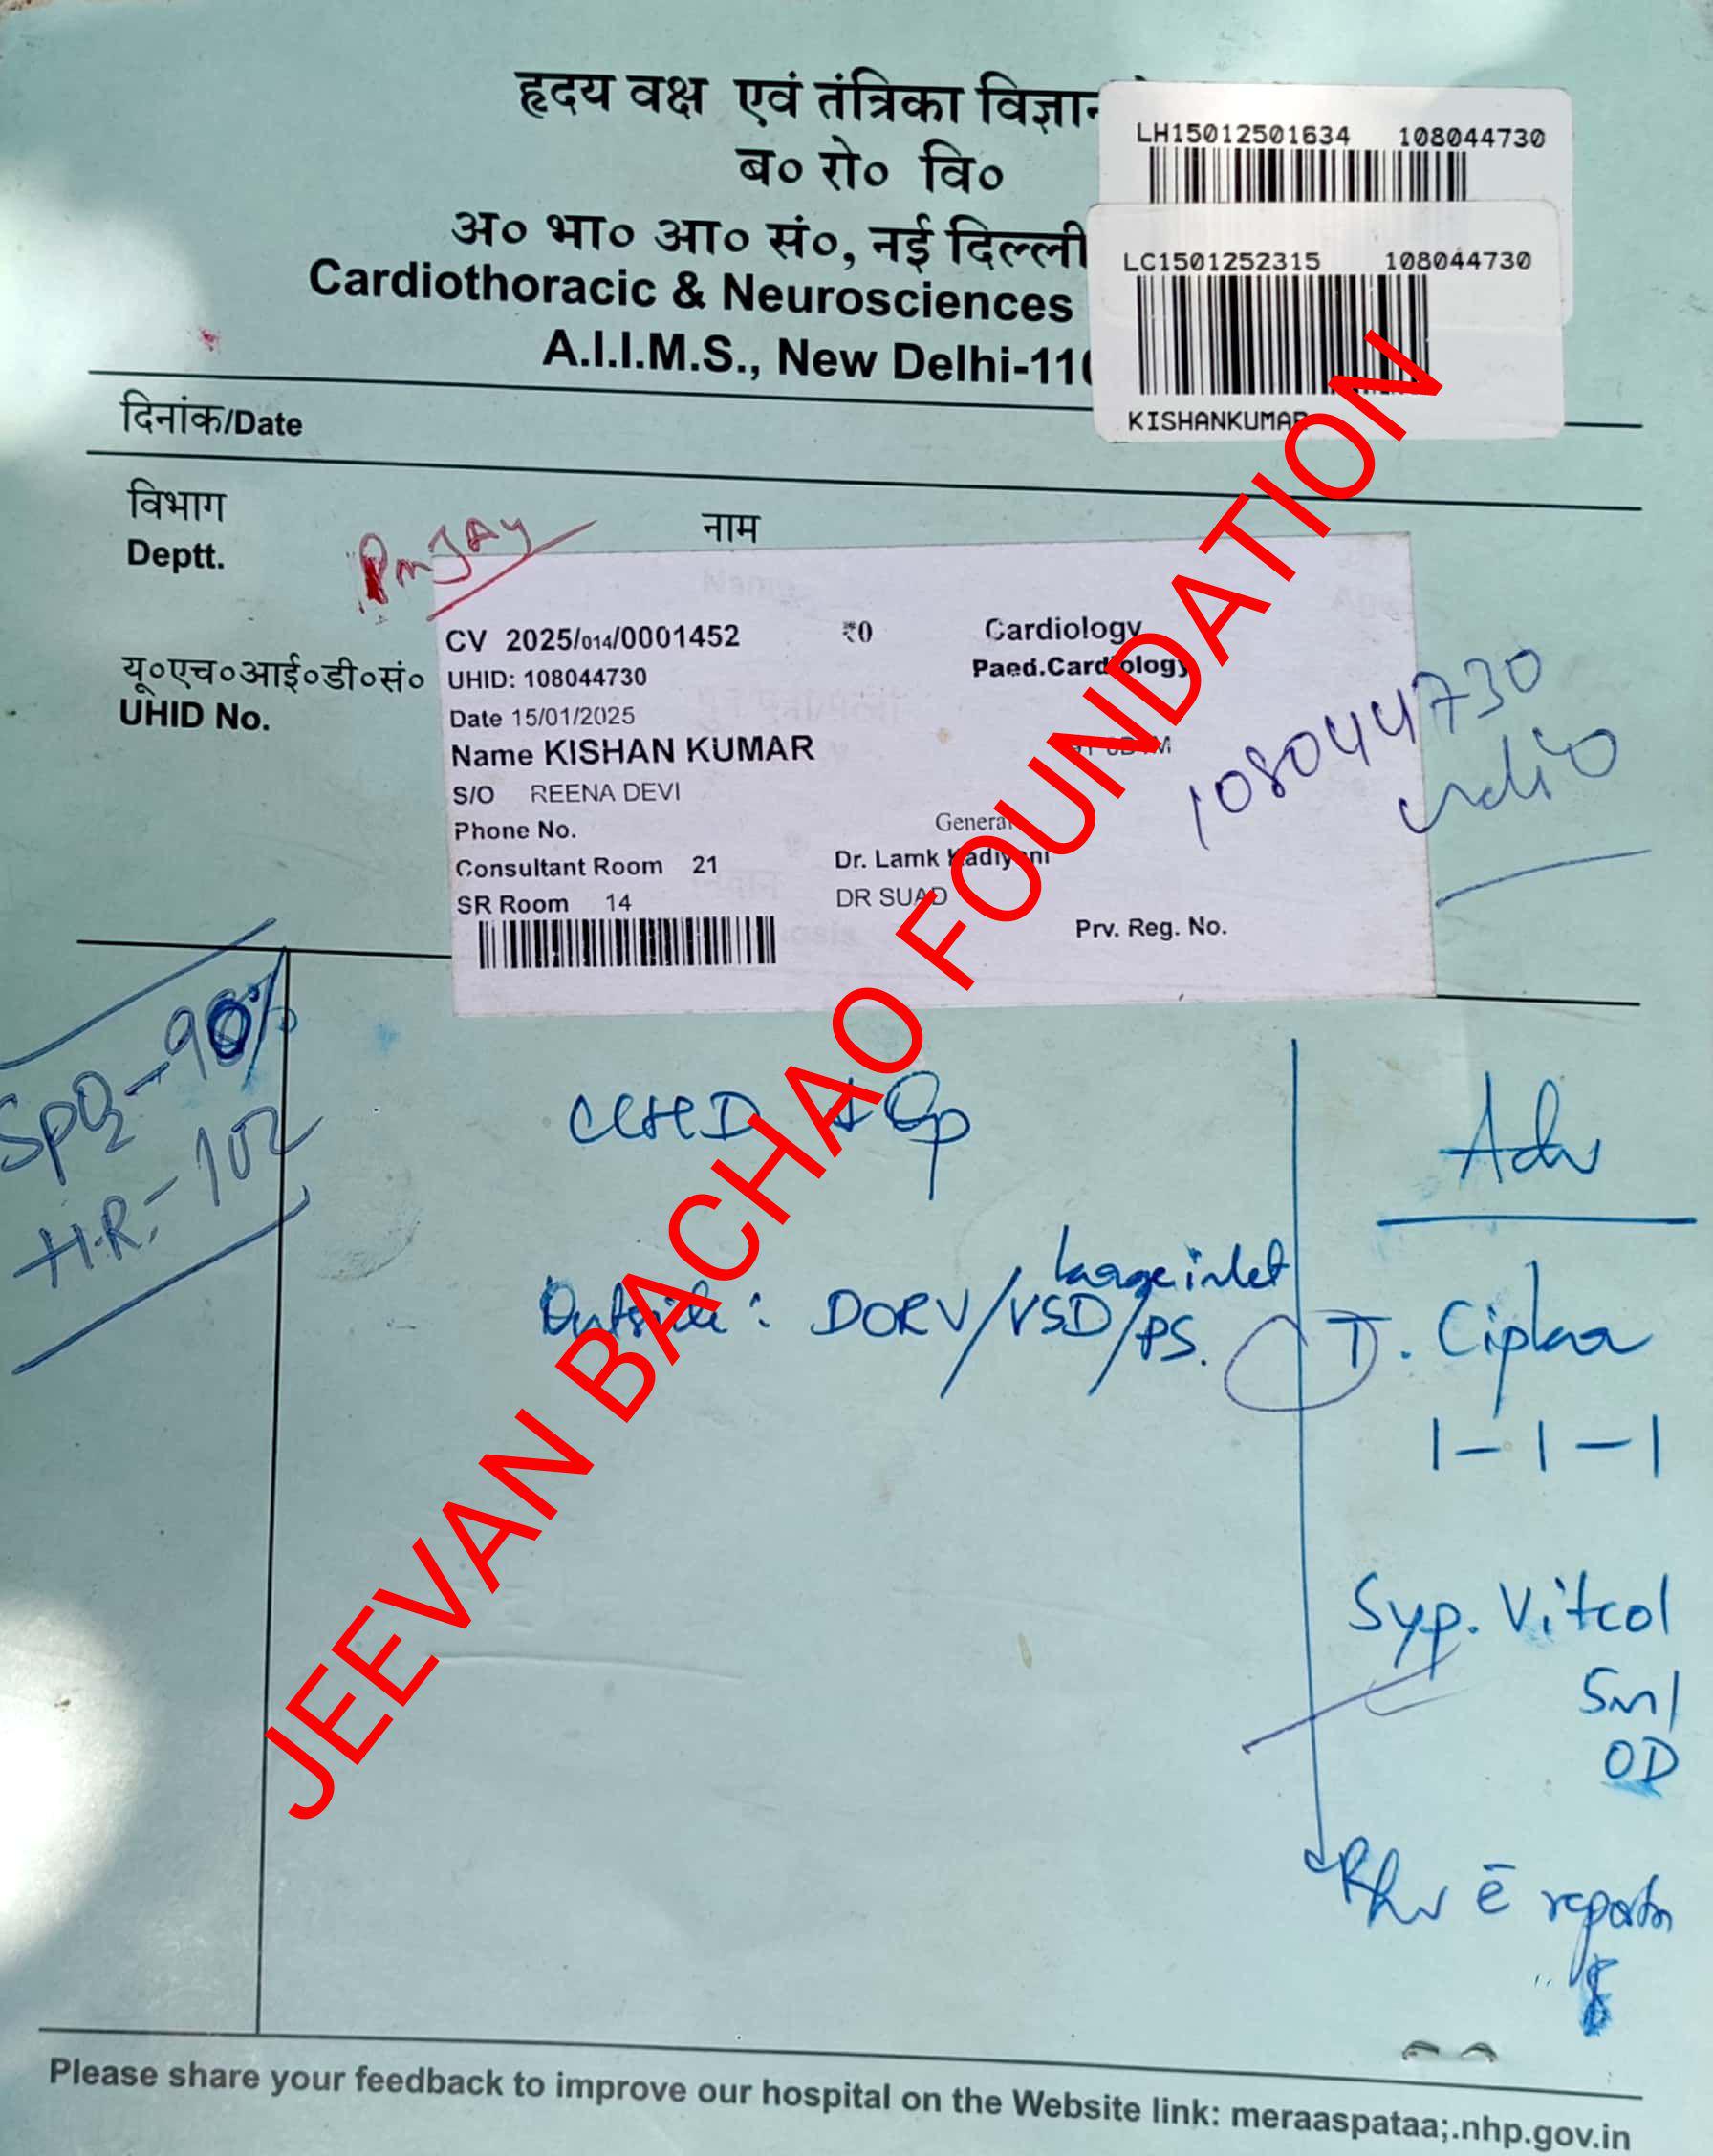 हृदय वक्ष एवं तंत्रिका विज्ञान
ब० रो० वि०
अ० भा० आ० सं०, नई दिल्ली
Cardiothoracic & Neurosciences
A.I.I.M.S., New Delhi-110
LH15012501634 108044730
LC1501252315 108044730
KISHANKUMAR
दिनांक/Date
विभाग
Deptt.
PMJAY
नाम
यू०एच०आई०डी०सं०
UHID No.
CV 2025/014/0001452 ₹0 Cardiology
UHID: 108044730 Paed.Cardiology
Date 15/01/2025
Name KISHAN KUMAR
S/O REENA DEVI
Phone No. General
Consultant Room 21 Dr. Lamk Kadiyani
SR Room 14 DR SUAD
Prv. Reg. No.
108044730
SpO2-90%
H.R.-102
CCHD ↓Qp
Outside: DORV/VSD/PS.
large inlet
Adv
T.
1-1-1
Syp. Vitcol
5ml
OD
Rv c̄ reports
JEEVAN BACHAO FOUNDATION
Please share your feedback to improve our hospital on the Website link: meraaspataa;.nhp.gov.in